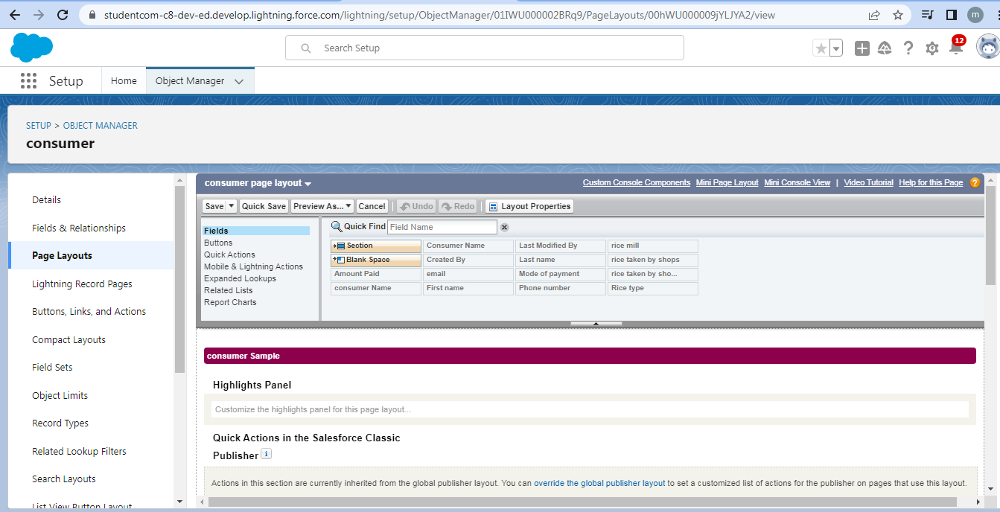 studentcom-c8-dev-ed.develop.lightning.force.com/lightning/setup/ObjectManager/01IWU000002BRq9/PageLayouts/00hWU000009jYLJYA2/view
m
Search Setup
12
Setup
Home
Object Manager
SETUP > OBJECT MANAGER
consumer
Details
Fields & Relationships
Page Layouts
Lightning Record Pages
Buttons, Links, and Actions
Compact Layouts
Field Sets
Object Limits
Record Types
Related Lookup Filters
Search Layouts
List View Button Layout
consumer page layout
Custom Console Components Mini Page Layout Mini Console View | Video Tutorial Help for this Page ?
Save Quick Save Preview As... Cancel Undo Redo Layout Properties
Fields
Buttons
Quick Actions
Mobile & Lightning Actions
Expanded Lookups
Related Lists
Report Charts
Quick Find Field Name
Section Consumer Name Last Modified By rice mill
Blank Space Created By Last name rice taken by shops
Amount Paid email Mode of payment rice taken by sho...
consumer Name First name Phone number Rice type
consumer Sample
Highlights Panel
Customize the highlights panel for this page layout...
Quick Actions in the Salesforce Classic
Publisher i
Actions in this section are currently inherited from the global publisher layout. You can override the global publisher layout to set a customized list of actions for the publisher on pages that use this layout.